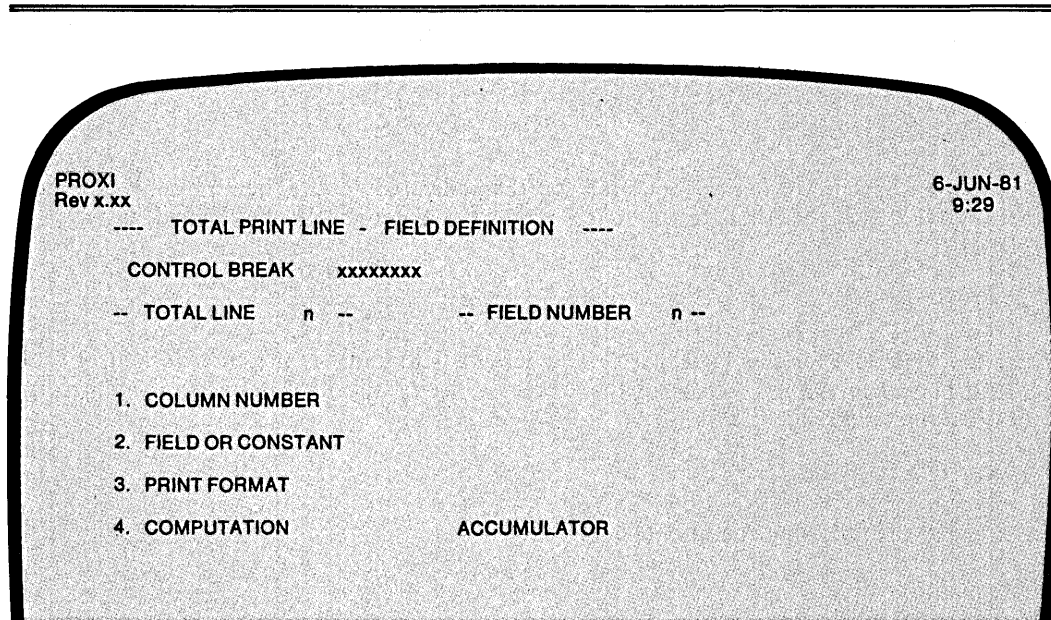 PROXI 6-JUN-81
Rev x.xx 9:29
---- TOTAL PRINT LINE - FIELD DEFINITION ----
CONTROL BREAK xxxxxxxx
-- TOTAL LINE n -- -- FIELD NUMBER n --
1. COLUMN NUMBER
2. FIELD OR CONSTANT
3. PRINT FORMAT
4. COMPUTATION ACCUMULATOR